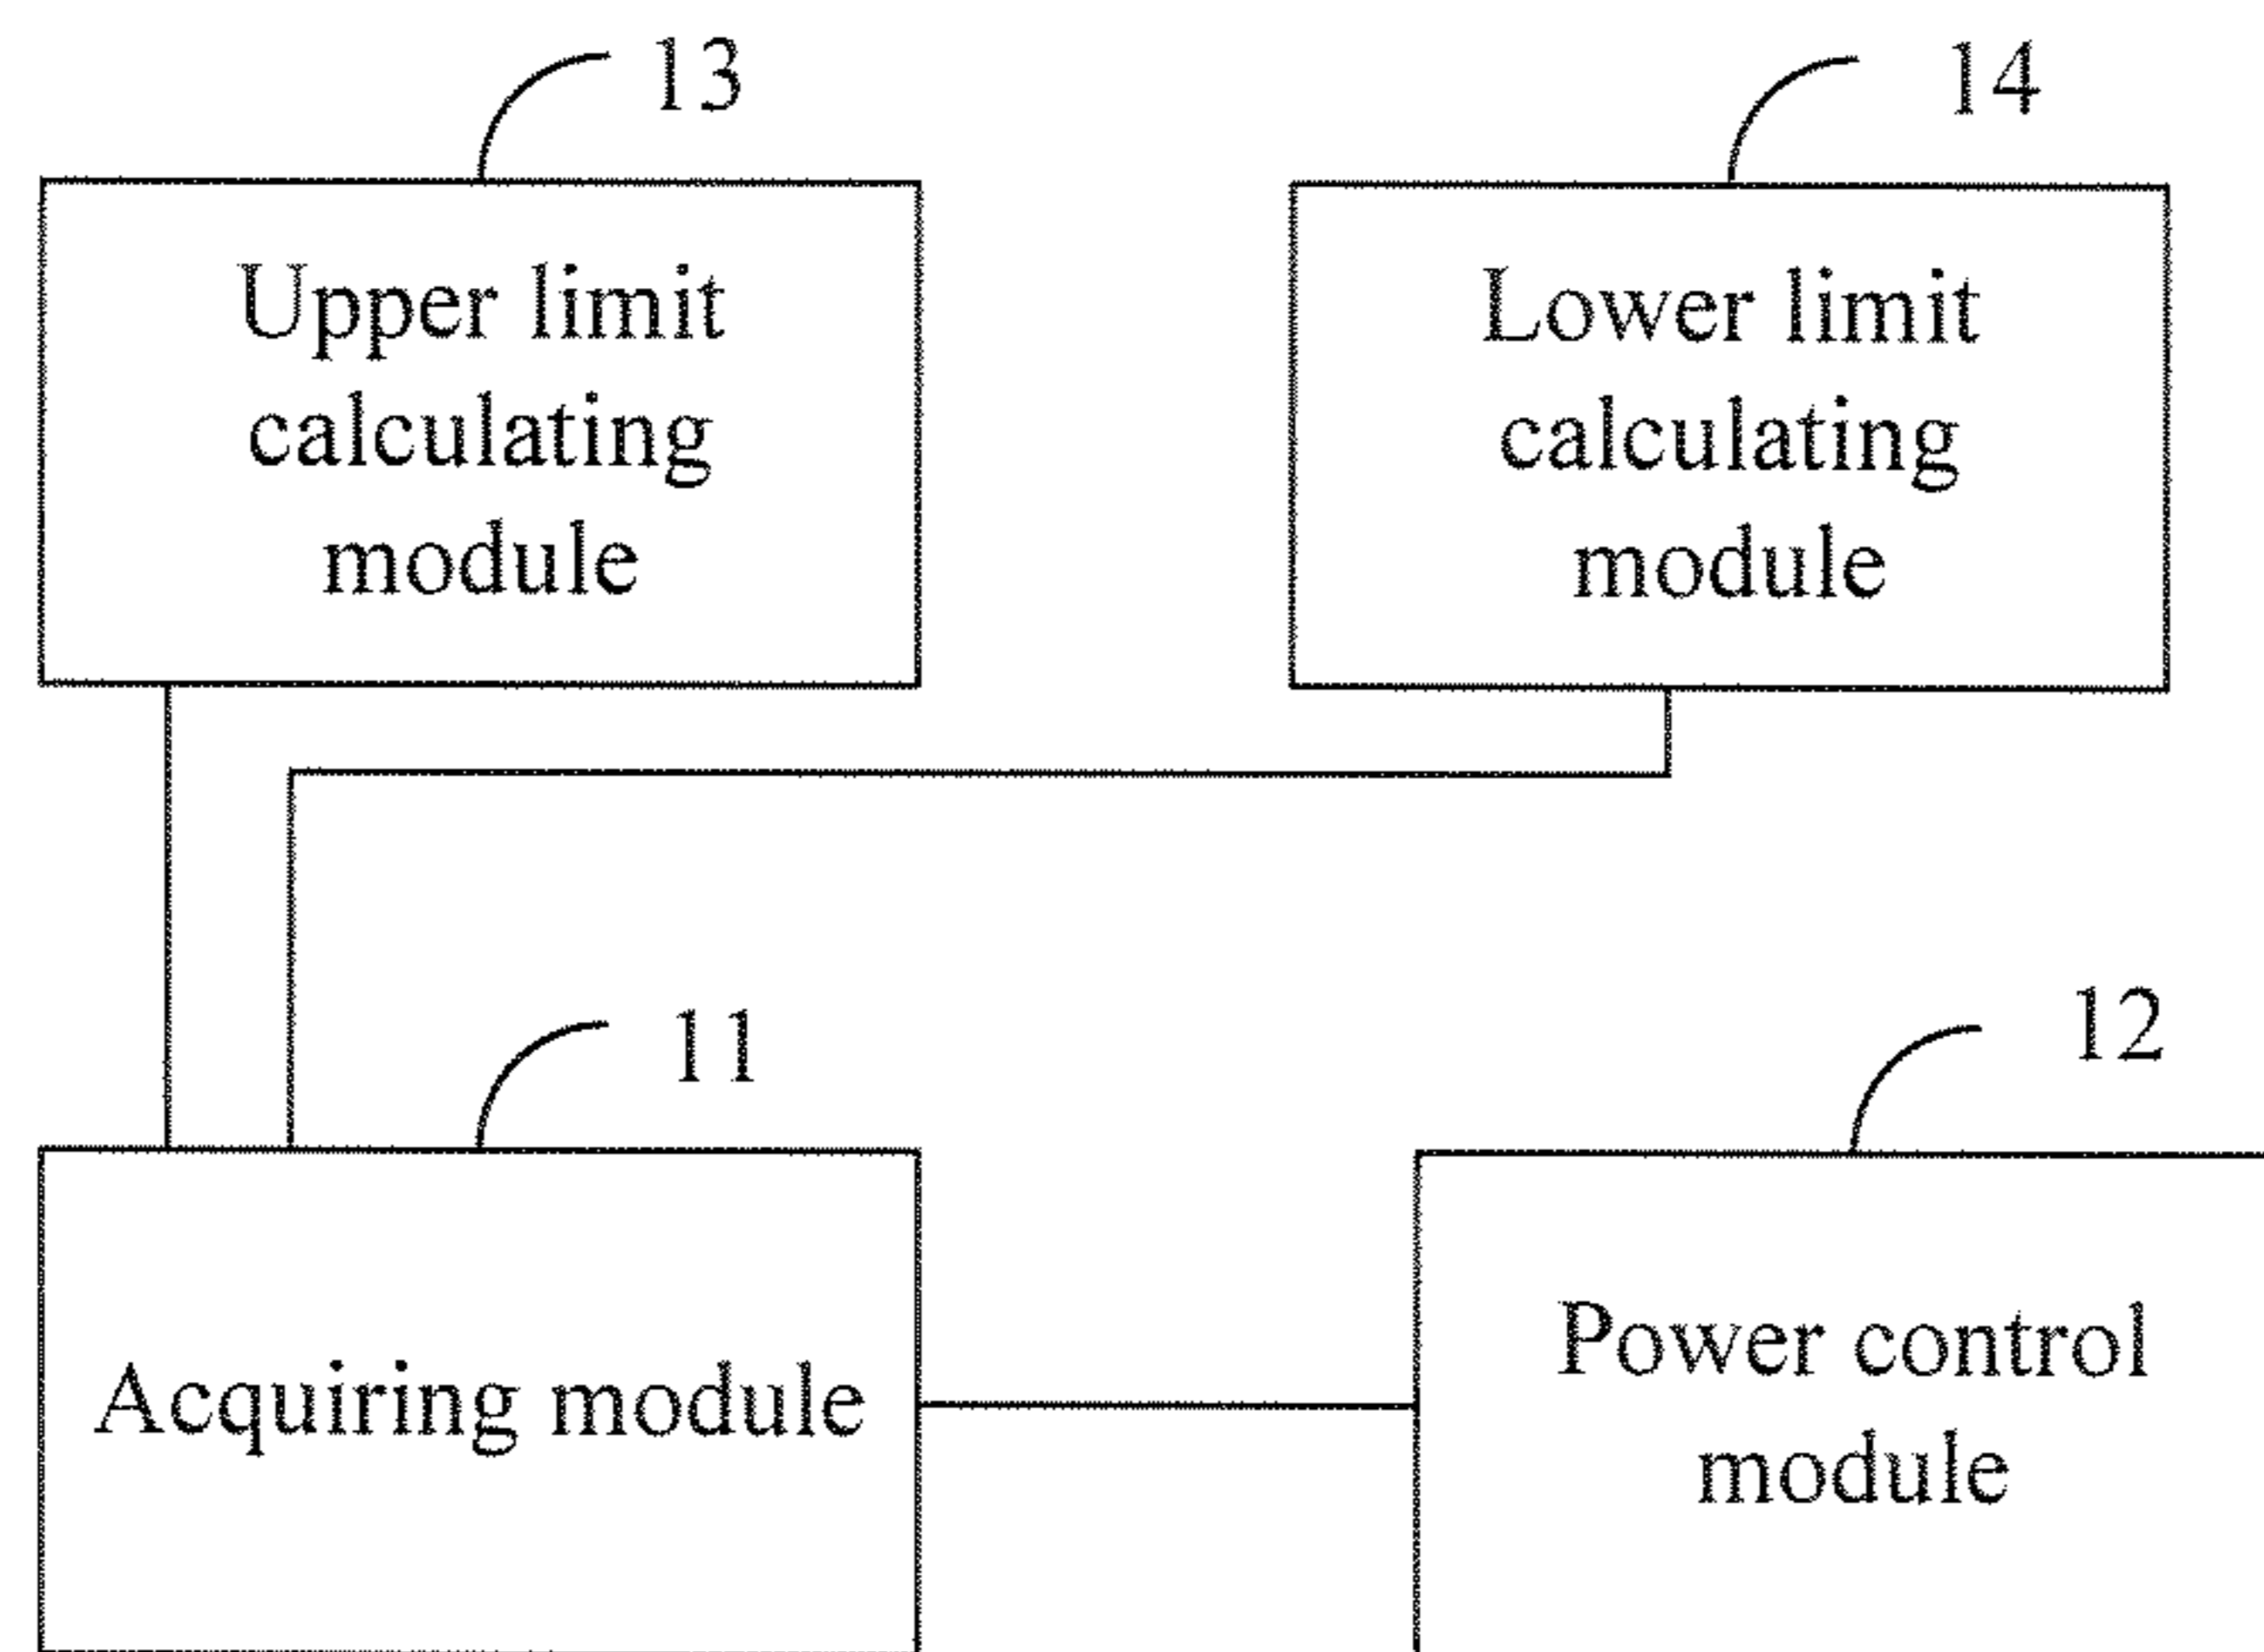 13
Upper limit
calculating
module
14
Lower limit
calculating
module
11
Acquiring module
12
Power control
module